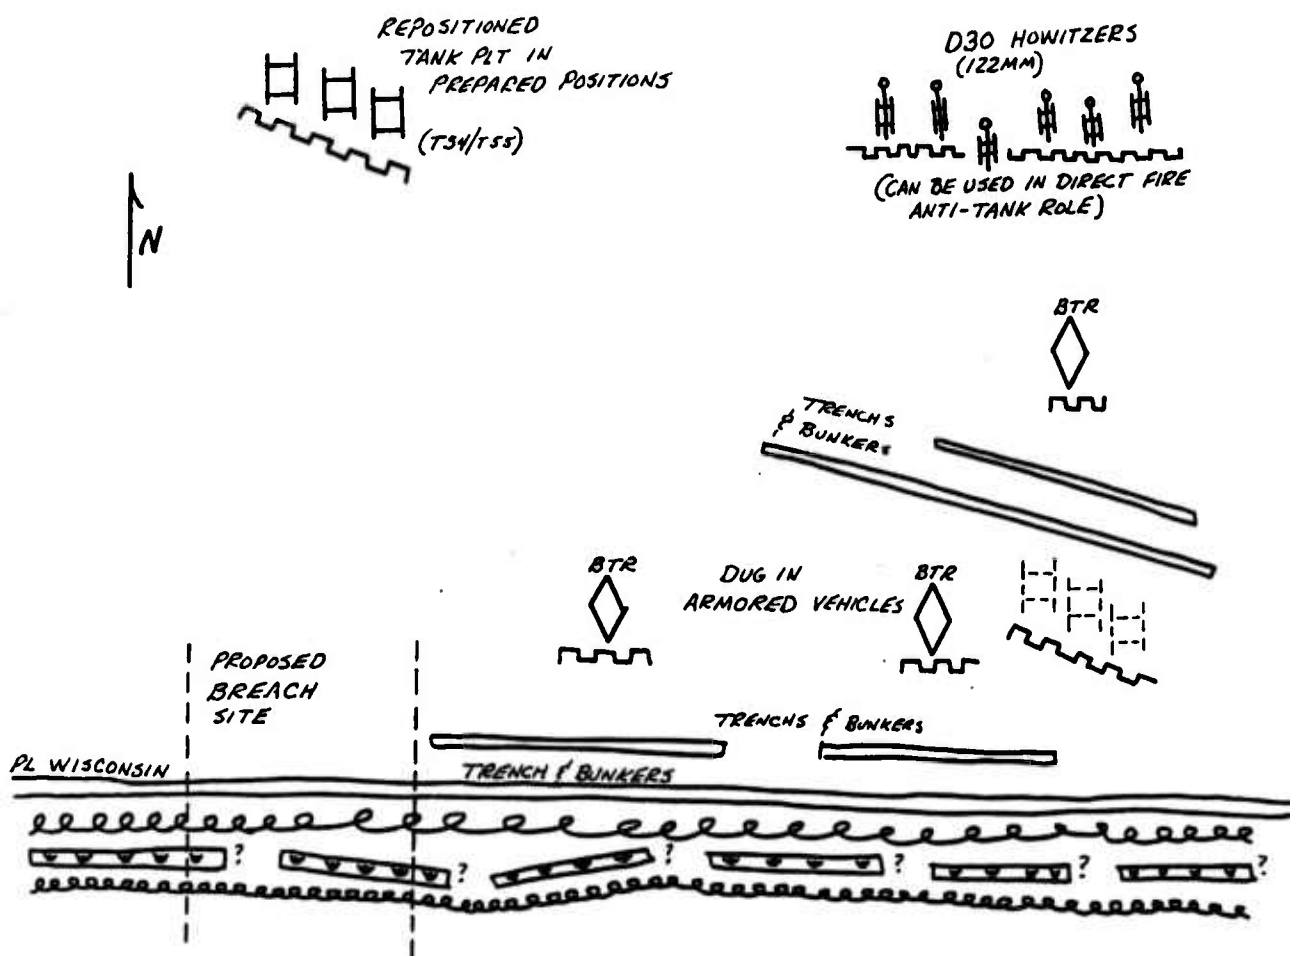 REPOSITIONED
TANK PLT IN
PREPARED POSITIONS
(T34/T55)
D30 HOWITZERS
(122MM)
(CAN BE USED IN DIRECT FIRE
ANTI-TANK ROLE)
N
BTR
TRENCHS
& BUNKERS
BTR
DUG IN
ARMORED VEHICLES
BTR
PROPOSED
BREACH
SITE
TRENCHS & BUNKERS
PL WISCONSIN
TRENCH & BUNKERS
? ? ? ? ? ?